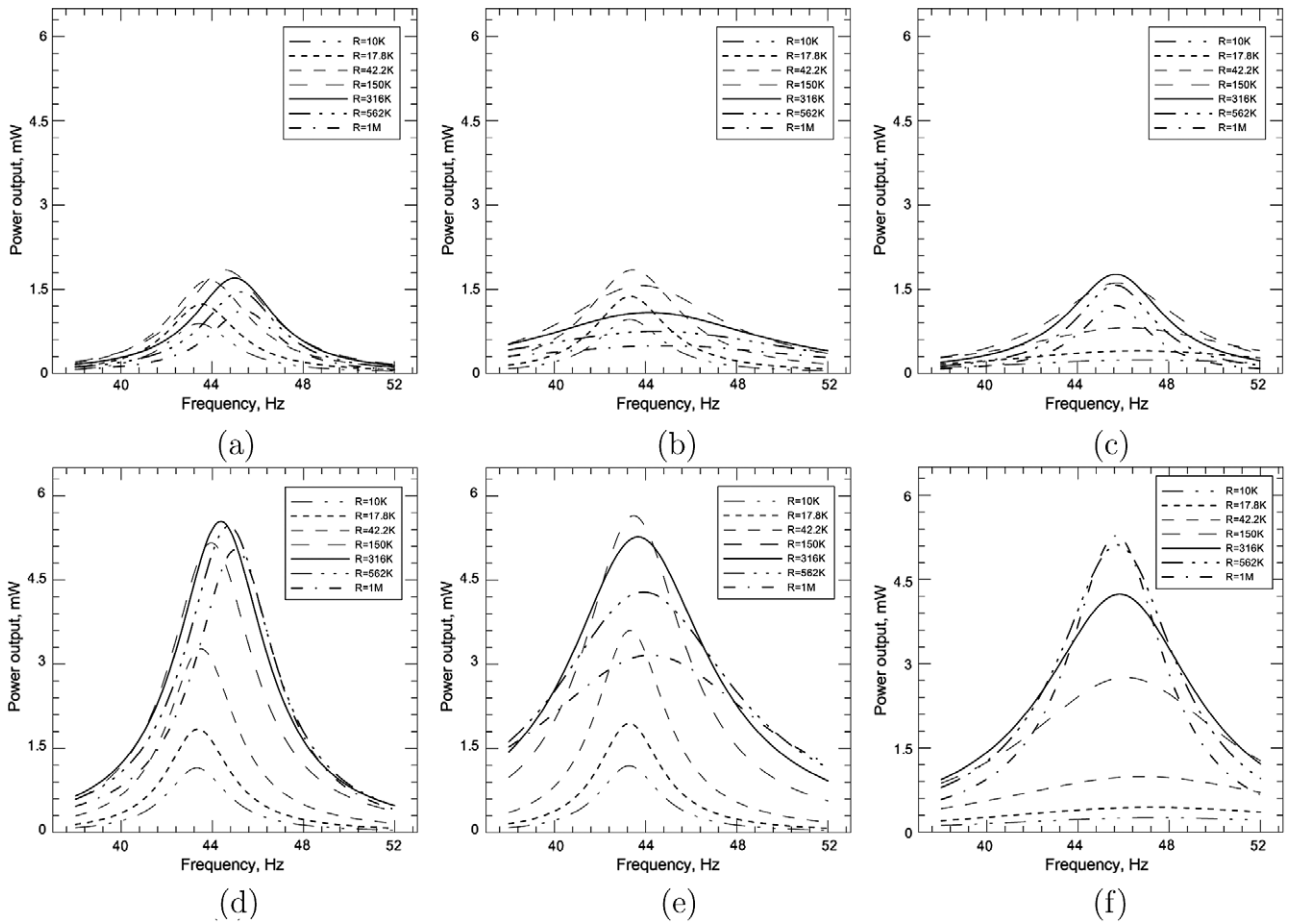 6
4.5
3
1.5
0
Power output, mW
R=10K
R=17.8K
R=42.2K
R=150K
R=316K
R=562K
R=1M
40
44
48
52
Frequency, Hz
(a)
6
4.5
3
1.5
0
Power output, mW
R=10K
R=17.8K
R=42.2K
R=150K
R=316K
R=562K
R=1M
40
44
48
52
Frequency, Hz
(b)
6
4.5
3
1.5
0
Power output, mW
R=10K
R=17.8K
R=42.2K
R=150K
R=316K
R=562K
R=1M
40
44
48
52
Frequency, Hz
(c)
6
4.5
3
1.5
0
Power output, mW
R=10K
R=17.8K
R=42.2K
R=150K
R=316K
R=562K
R=1M
40
44
48
52
Frequency, Hz
(d)
6
4.5
3
1.5
0
Power output, mW
R=10K
R=17.8K
R=42.2K
R=150K
R=316K
R=562K
R=1M
40
44
48
52
Frequency, Hz
(e)
6
4.5
3
1.5
0
Power output, mW
R=10K
R=17.8K
R=42.2K
R=150K
R=316K
R=562K
R=1M
40
44
48
52
Frequency, Hz
(f)